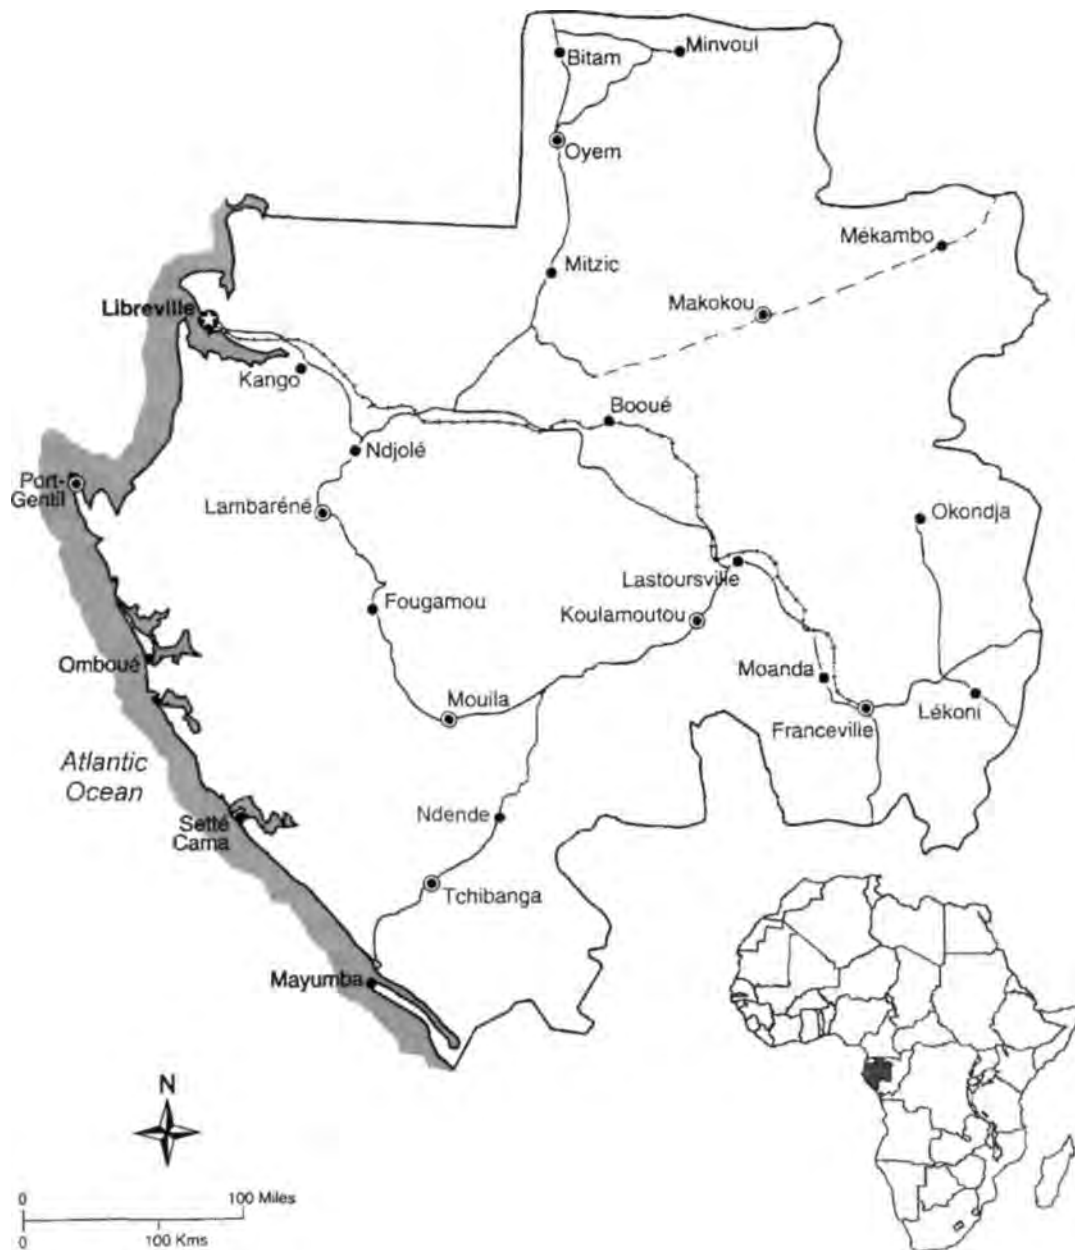 Bitam
Minvoul
Oyem
Mékambo
Mitzic
Makokou
Libreville
Kango
Booué
Ndjolé
Port-
Gentil
Lambaréné
Okondja
Lastoursville
Fougamou
Koulamoutou
Omboué
Moanda
Mouila
Franceville
Lékoni
Atlantic
Ocean
Ndende
Setté
Cama
Tchibanga
Mayumba
N
0
100 Miles
0
100 Kms